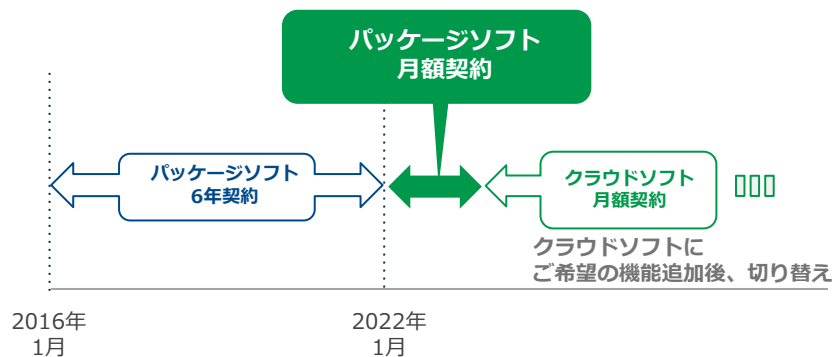 パッケージソフト
月額契約
パッケージソフト
6年契約
クラウドソフト
月額契約
クラウドソフトに
ご希望の機能追加後、切り替え
2016年
1月
2022年
1月